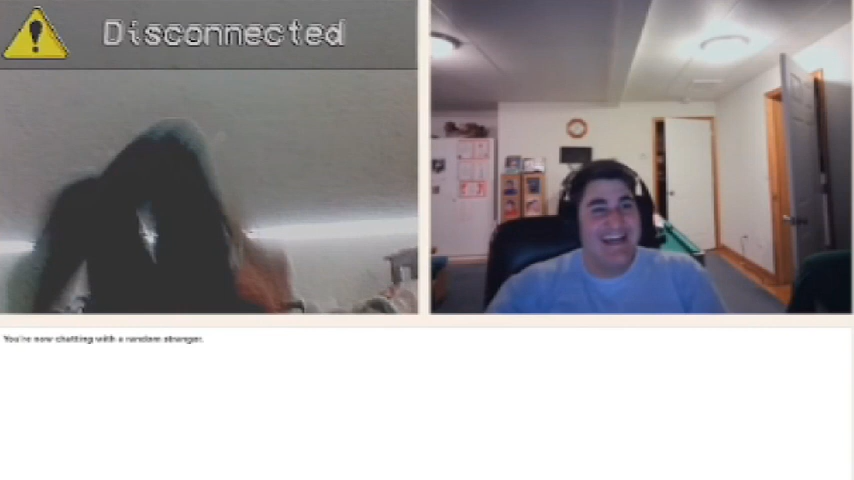 Disconnected
You're now chatting with a random stranger.